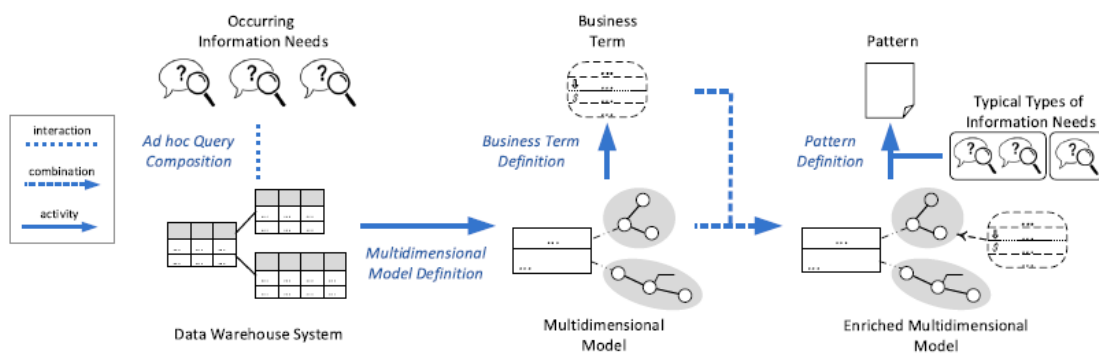 Occurring
Information Needs
? ? ?
interaction
combination
activity
Ad hoc Query
Composition
Data Warehouse System
Multidimensional
Model Definition
Business
Term
Business Term
Definition
Multidimensional
Model
Pattern
Pattern
Definition
Typical Types of
Information Needs
? ? ?
Enriched Multidimensional
Model